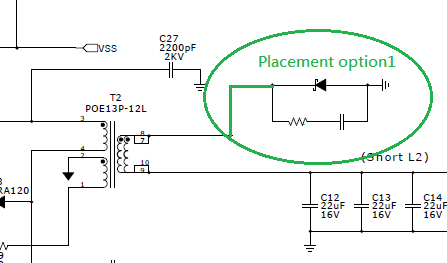 VSS
C27
2200pF
2KV
Placement option1
T2
POE13P-12L
3
8
7
4
2
10
9
1
(Short L2)
RA120
C12
22uF
16V
C13
22uF
16V
C14
22uF
16V